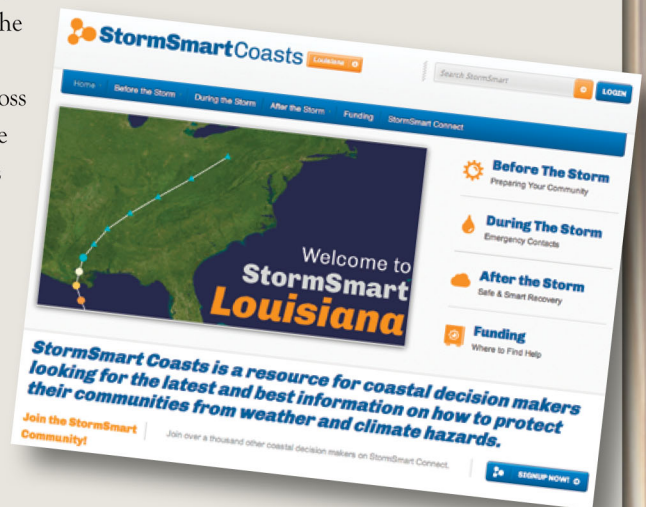 he
oss
e
s
StormSmartCoasts
Louisiana
Search StormSmart
LOGIN
Home
Before the Storm
During the Storm
After the Storm
Funding
StormSmart Connect
Welcome to
StormSmart
Louisiana
Before The Storm
Preparing Your Community
During The Storm
Emergency Contacts
After the Storm
Safe & Smart Recovery
Funding
Where to Find Help
StormSmart Coasts is a resource for coastal decision makers
looking for the latest and best information on how to protect
their communities from weather and climate hazards.
Join the StormSmart
Community!
Join over a thousand other coastal decision makers on StormSmart Connect.
SIGNUP NOW!